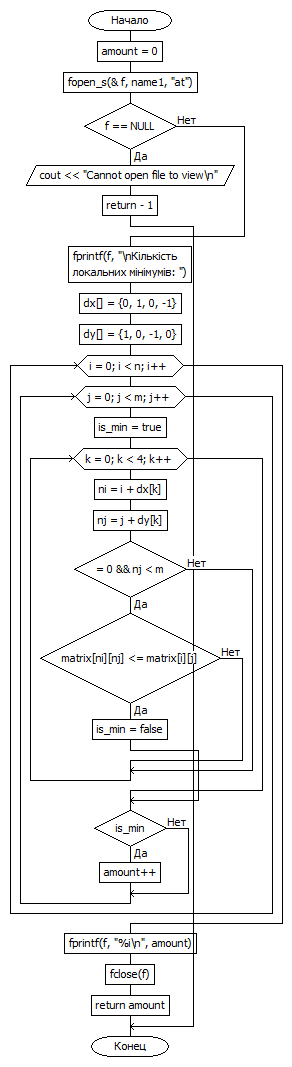 Начало
amount = 0
fopen_s(& f, name1, "at")
f == NULL
Нет
Да
cout << "Cannot open file to view\n"
return - 1
fprintf(f, "\nКількість
локальних мінімумів: ")
dx[] = {0, 1, 0, -1}
dy[] = {1, 0, -1, 0}
i = 0; i < n; i++
j = 0; j < m; j++
is_min = true
k = 0; k < 4; k++
ni = i + dx[k]
nj = j + dy[k]
= 0 && nj < m
Нет
Да
matrix[ni][nj] <= matrix[i][j]
Нет
Да
is_min = false
is_min
Нет
Да
amount++
fprintf(f, "%i\n", amount)
fclose(f)
return amount
Конец